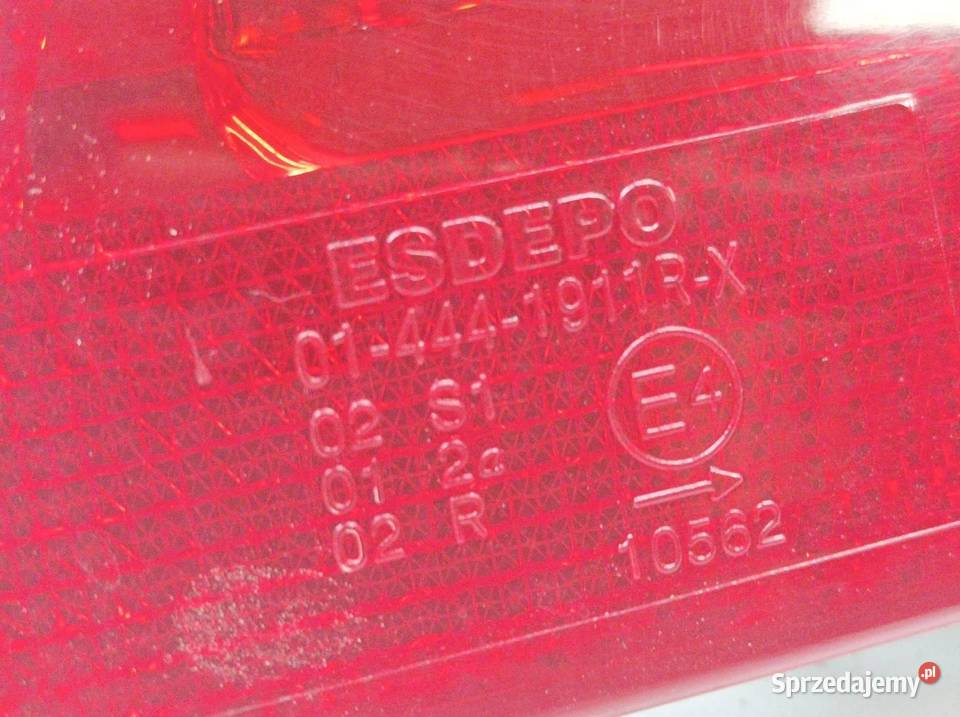 ESDEPO
01-444-1911R-X
02 S1
01 2a
02 R
E4
→
10562
Sprzedajemy.pl